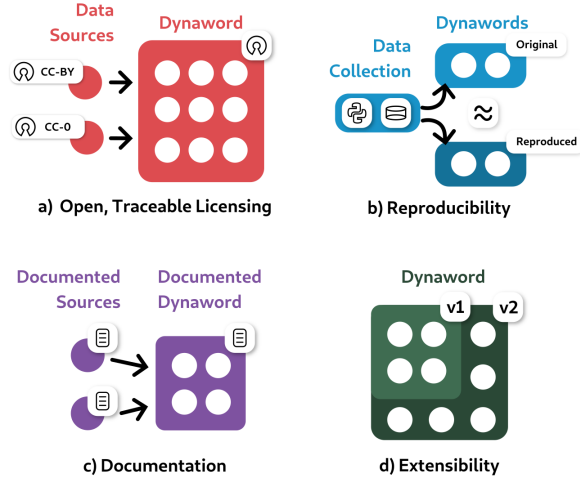 Data
Sources
Dynaword
CC-BY
CC-0
a) Open, Traceable Licensing
Dynawords
Data
Collection
Original
Reproduced
b) Reproducibility
Documented
Sources
Documented
Dynaword
c) Documentation
Dynaword
v1
v2
d) Extensibility